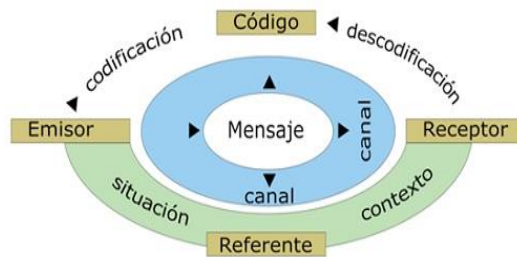 Código
codificación
descodificación
Emisor
Mensaje
canal
Receptor
canal
situación
contexto
Referente